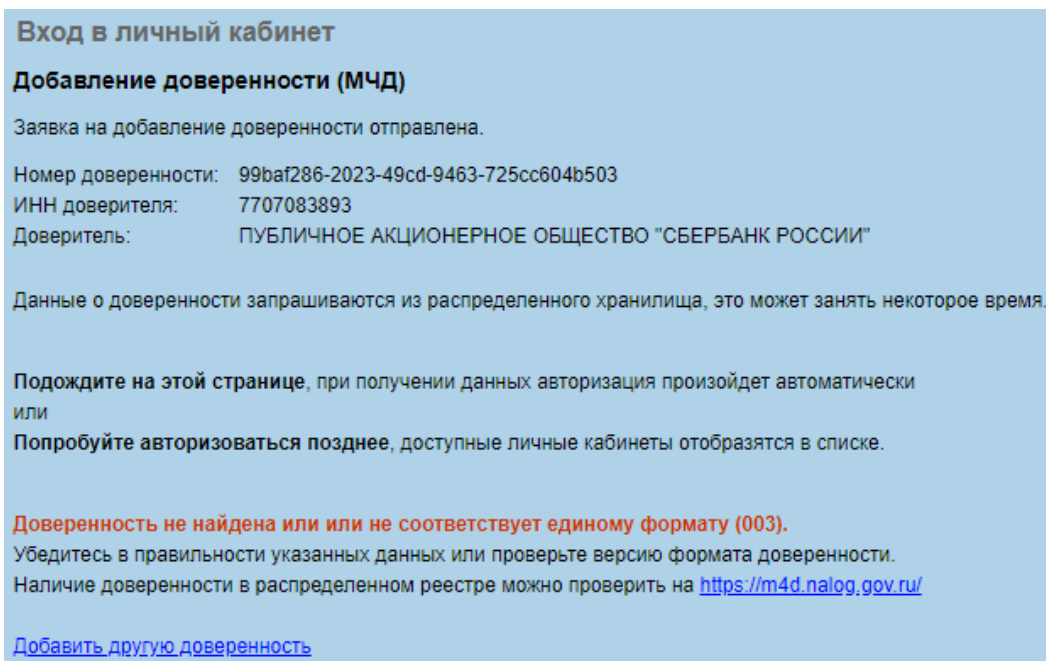 Вход в личный кабинет
Добавление доверенности (МЧД)
Заявка на добавление доверенности отправлена.
Номер доверенности: 99baf286-2023-49cd-9463-725cc604b503
ИНН доверителя: 7707083893
Доверитель: ПУБЛИЧНОЕ АКЦИОНЕРНОЕ ОБЩЕСТВО "СБЕРБАНК РОССИИ"
Данные о доверенности запрашиваются из распределенного хранилища, это может занять некоторое время.
Подождите на этой странице, при получении данных авторизация произойдет автоматически
или
Попробуйте авторизоваться позднее, доступные личные кабинеты отобразятся в списке.
Доверенность не найдена или или не соответствует единому формату (003).
Убедитесь в правильности указанных данных или проверьте версию формата доверенности.
Наличие доверенности в распределенном реестре можно проверить на https://m4d.nalog.gov.ru/
Добавить другую доверенность